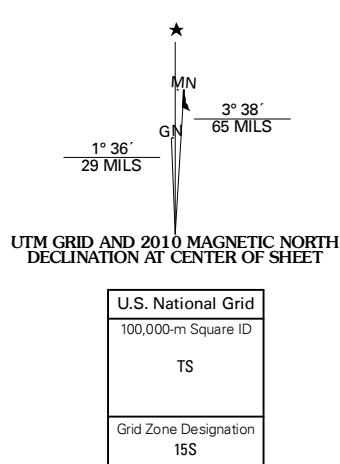 ★
MN
3° 38´
65 MILS
GN
1° 36´
29 MILS
UTM GRID AND 2010 MAGNETIC NORTH
DECLINATION AT CENTER OF SHEET
U.S. National Grid
100,000-m Square ID
TS
Grid Zone Designation
15S